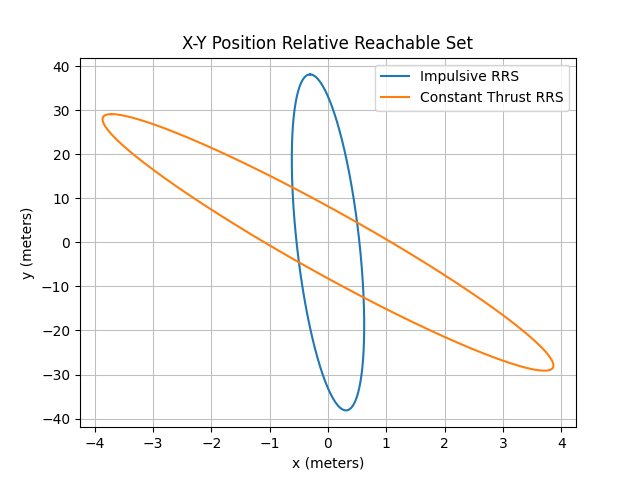 X-Y Position Relative Reachable Set
Impulsive RRS
Constant Thrust RRS
y (meters)
40
30
20
10
0
−10
−20
−30
−40
−4 −3 −2 −1 0 1 2 3 4
x (meters)